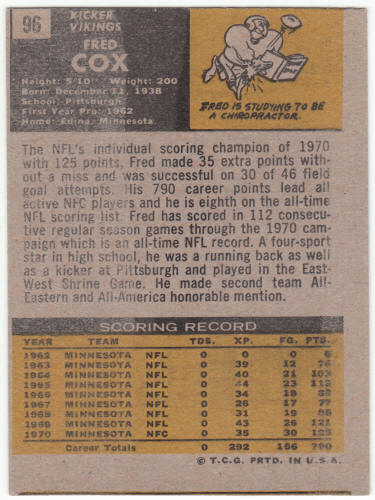 96
KICKER
VIKINGS
FRED
COX
Height: 5'10" Weight: 200
Born: December 11, 1938
School: Pittsburgh
First Year Pro: 1962
Home: Edina, Minnesota
FRED IS STUDYING TO BE
A CHIROPRACTOR.
The NFL's individual scoring champion of 1970
with 125 points, Fred made 35 extra points with-
out a miss and was successful on 30 of 46 field
goal attempts. His 790 career points lead all
active NFC players and he is eighth on the all-time
NFL scoring list. Fred has scored in 112 consecu-
tive regular season games through the 1970 cam-
paign which is an all-time NFL record. A four-sport
star in high school, he was a running back as well
as a kicker at Pittsburgh and played in the East-
West Shrine Game. He made second team All-
Eastern and All-America honorable mention.
SCORING RECORD
YEAR TEAM TDS. XP. FG. PTS.
1962 MINNESOTA NFL 0 0 0
1963 MINNESOTA NFL 0 39 12 75
1964 MINNESOTA NFL 0 40 21 103
1965 MINNESOTA NFL 0 44 23 113
1966 MINNESOTA NFL 0 34 18 88
1967 MINNESOTA NFL 0 26 17 77
1968 MINNESOTA NFL 0 31 19 88
1969 MINNESOTA NFL 0 43 26 121
1970 MINNESOTA NFC 0 35 30 125
Career Totals 0 292 166 790
© T.C.G. PRTD. IN U.S.A.